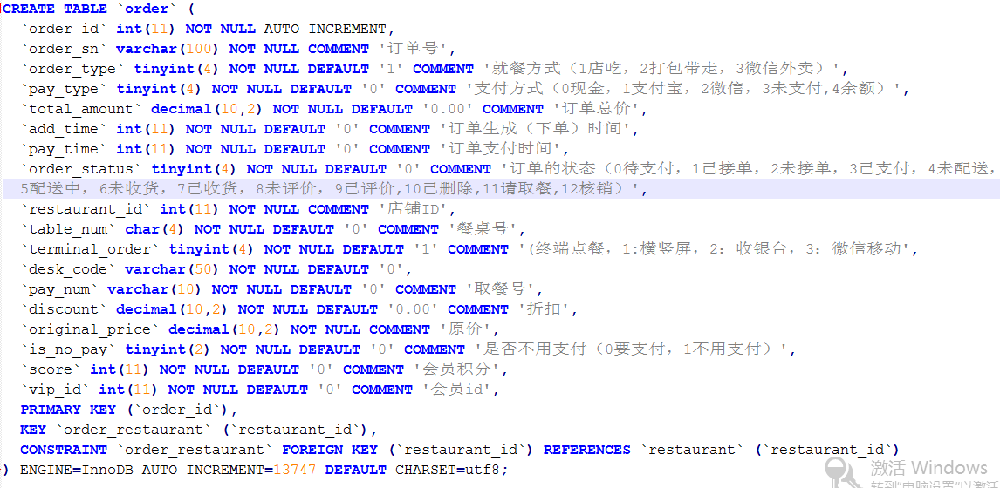 CREATE TABLE `order` (
`order_id` int(11) NOT NULL AUTO_INCREMENT,
`order_sn` varchar(100) NOT NULL COMMENT '订单号',
`order_type` tinyint(4) NOT NULL DEFAULT '1' COMMENT '就餐方式（1店吃，2打包带走，3微信外卖）',
`pay_type` tinyint(4) NOT NULL DEFAULT '0' COMMENT '支付方式（0现金，1支付宝，2微信，3未支付,4余额）',
`total_amount` decimal(10,2) NOT NULL DEFAULT '0.00' COMMENT '订单总价',
`add_time` int(11) NOT NULL DEFAULT '0' COMMENT '订单生成（下单）时间',
`pay_time` int(11) NOT NULL DEFAULT '0' COMMENT '订单支付时间',
`order_status` tinyint(4) NOT NULL DEFAULT '0' COMMENT '订单的状态（0待支付，1已接单，2未接单，3已支付，4未配送，
5配送中，6未收货，7已收货，8未评价，9已评价,10已删除,11请取餐,12核销）',
`restaurant_id` int(11) NOT NULL COMMENT '店铺ID',
`table_num` char(4) NOT NULL DEFAULT '0' COMMENT '餐桌号',
`terminal_order` tinyint(4) NOT NULL DEFAULT '1' COMMENT '(终端点餐，1:横竖屏，2：收银台，3：微信移动',
`desk_code` varchar(50) NOT NULL DEFAULT '0',
`pay_num` varchar(10) NOT NULL DEFAULT '0' COMMENT '取餐号',
`discount` decimal(10,2) NOT NULL DEFAULT '0.00' COMMENT '折扣',
`original_price` decimal(10,2) NOT NULL COMMENT '原价',
`is_no_pay` tinyint(2) NOT NULL DEFAULT '0' COMMENT '是否不用支付（0要支付，1不用支付）',
`score` int(11) NOT NULL DEFAULT '0' COMMENT '会员积分',
`vip_id` int(11) NOT NULL DEFAULT '0' COMMENT '会员id',
PRIMARY KEY (`order_id`),
KEY `order_restaurant` (`restaurant_id`),
CONSTRAINT `order_restaurant` FOREIGN KEY (`restaurant_id`) REFERENCES `restaurant` (`restaurant_id`)
) ENGINE=InnoDB AUTO_INCREMENT=13747 DEFAULT CHARSET=utf8;
激活 Windows
转到"电脑设置"以激活